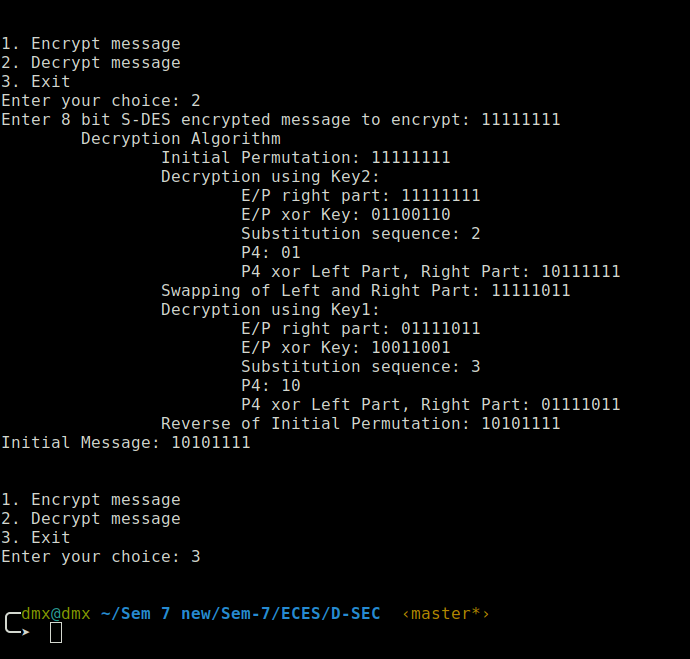 1. Encrypt message
2. Decrypt message
3. Exit
Enter your choice: 2
Enter 8 bit S-DES encrypted message to encrypt: 11111111
Decryption Algorithm
Initial Permutation: 11111111
Decryption using Key2:
E/P right part: 11111111
E/P xor Key: 01100110
Substitution sequence: 2
P4: 01
P4 xor Left Part, Right Part: 10111111
Swapping of Left and Right Part: 11111011
Decryption using Key1:
E/P right part: 01111011
E/P xor Key: 10011001
Substitution sequence: 3
P4: 10
P4 xor Left Part, Right Part: 01111011
Reverse of Initial Permutation: 10101111
Initial Message: 10101111
1. Encrypt message
2. Decrypt message
3. Exit
Enter your choice: 3
dmx@dmx ~/Sem 7 new/Sem-7/ECES/D-SEC ‹master*›